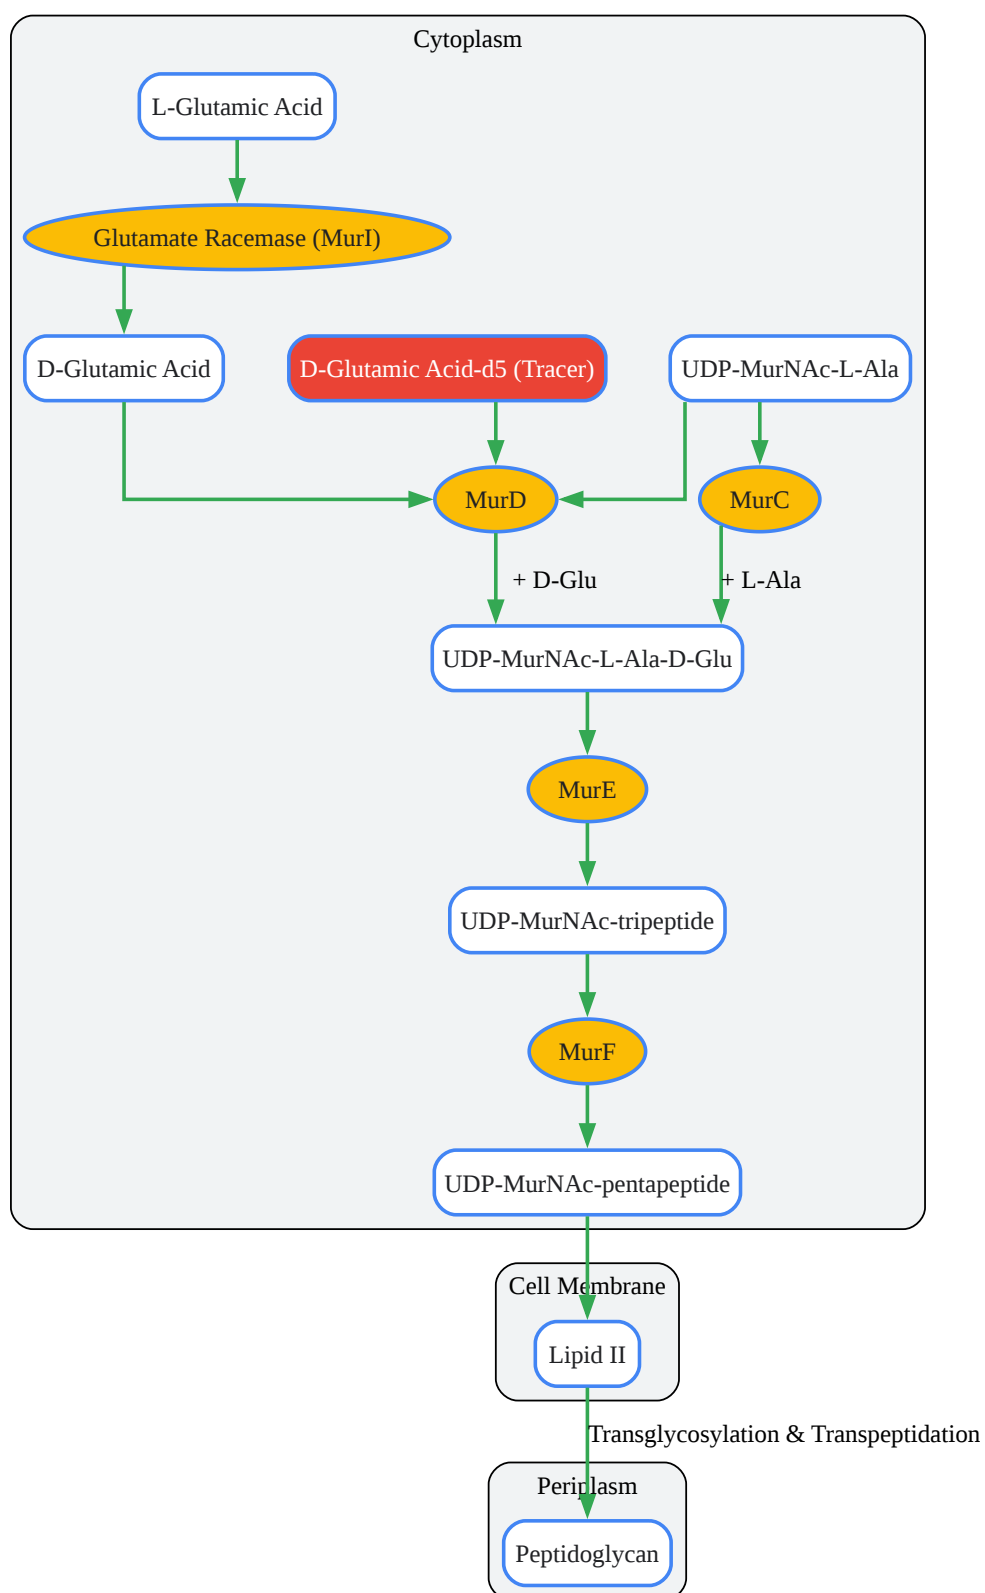 Cytoplasm
L-Glutamic Acid
Glutamate Racemase (MurI)
D-Glutamic Acid
D-Glutamic Acid-d5 (Tracer)
UDP-MurNAc-L-Ala
MurD
MurC
+ D-Glu
+ L-Ala
UDP-MurNAc-L-Ala-D-Glu
MurE
UDP-MurNAc-tripeptide
MurF
UDP-MurNAc-pentapeptide
Cell Membrane
Lipid II
Transglycosylation & Transpeptidation
Periplasm
Peptidoglycan